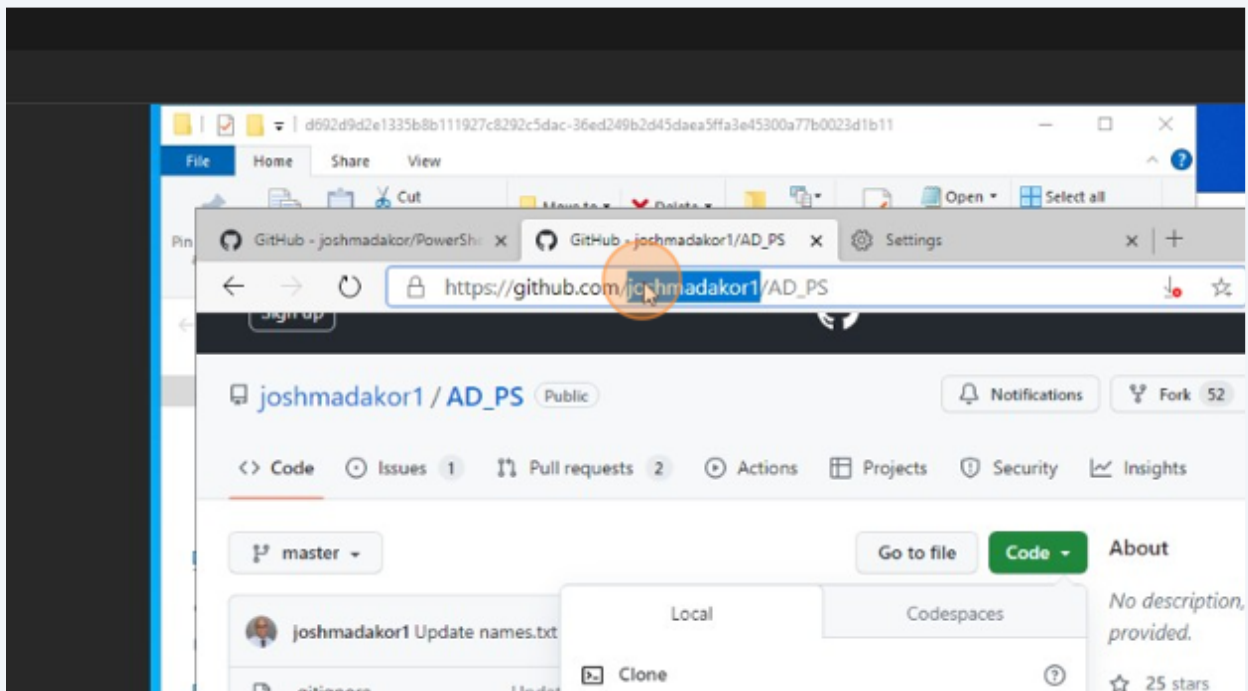 d692d9d2e1335b8b111927c8292c5dac-36ed249b2d45daea5ffa3e45300a77b0023d1b11
File Home Share View
Cut Move to Delete Open Select all
Pin
GitHub - joshmadakor/PowerShe GitHub - joshmadakor1/AD_PS Settings
https://github.com/joshmadakor1/AD_PS
Sign up
joshmadakor1 / AD_PS Public Notifications Fork 52
Code Issues 1 Pull requests 2 Actions Projects Security Insights
master Go to file Code About
Local Codespaces No description,
joshmadakor1 Update names.txt provided.
Clone 25 stars
.gitignore